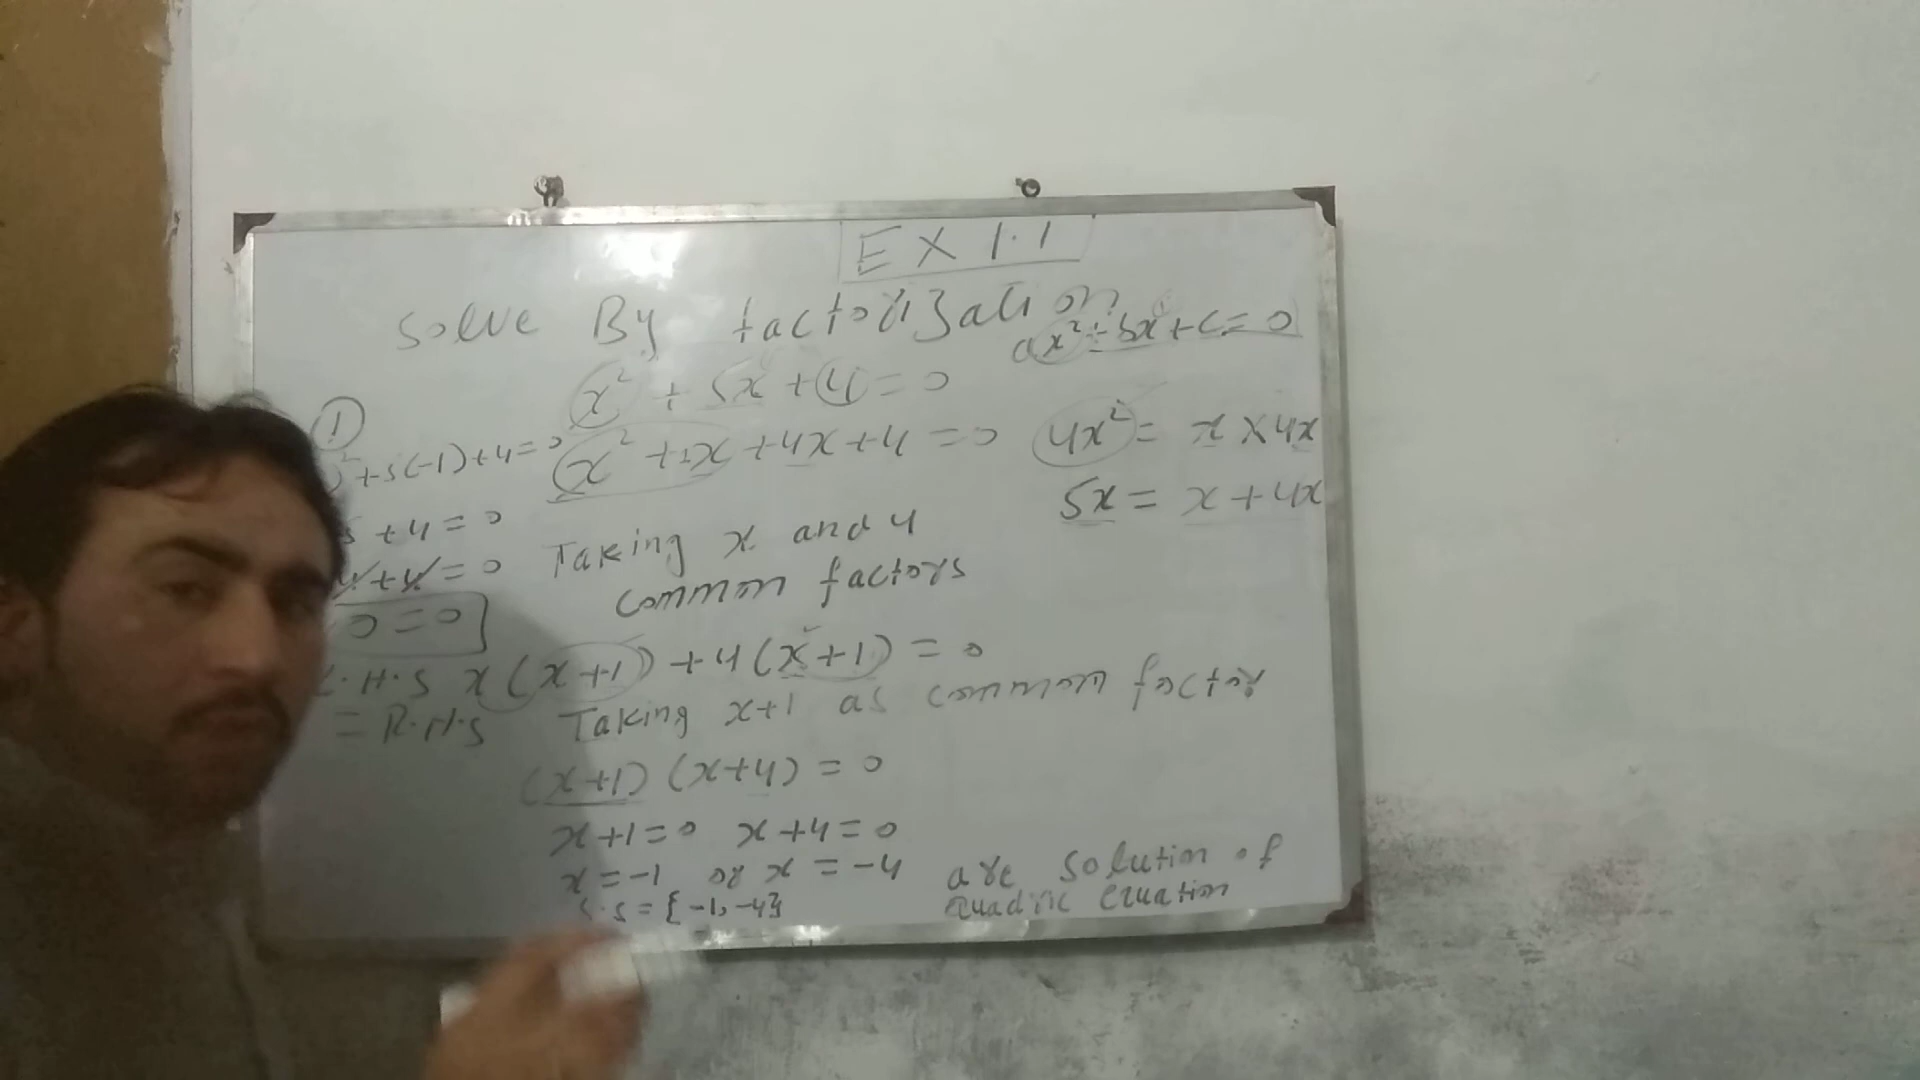 EX 1.1
Solve By factorization
ax² + bx + c = 0
x² + 5x + 4 = 0
x² + x + 4x + 4 = 0
4x² = x × 4x
5x = x + 4x
Taking x and 4
common factors
x(x+1) + 4(x+1) = 0
Taking x+1 as common factor
(x+1) (x+4) = 0
x+1=0 x+4=0
x=-1 or x=-4 are solution of
Quadric equation
S.S = {-1, -4}
①
)² +5(-1)+4=0
5 +4=0
4+4=0
0=0
L.H.S
= R.H.S